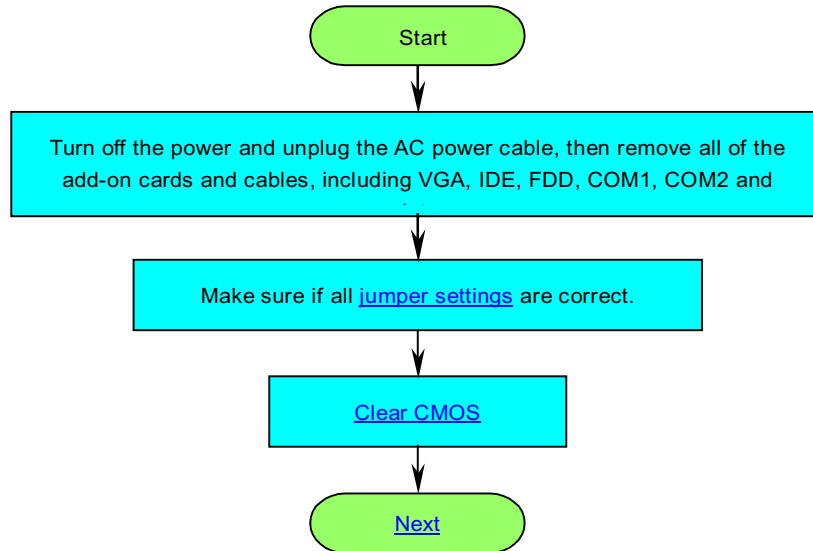 Start
Turn off the power and unplug the AC power cable, then remove all of the
add-on cards and cables, including VGA, IDE, FDD, COM1, COM2 and
Make sure if all jumper settings are correct.
Clear CMOS
Next